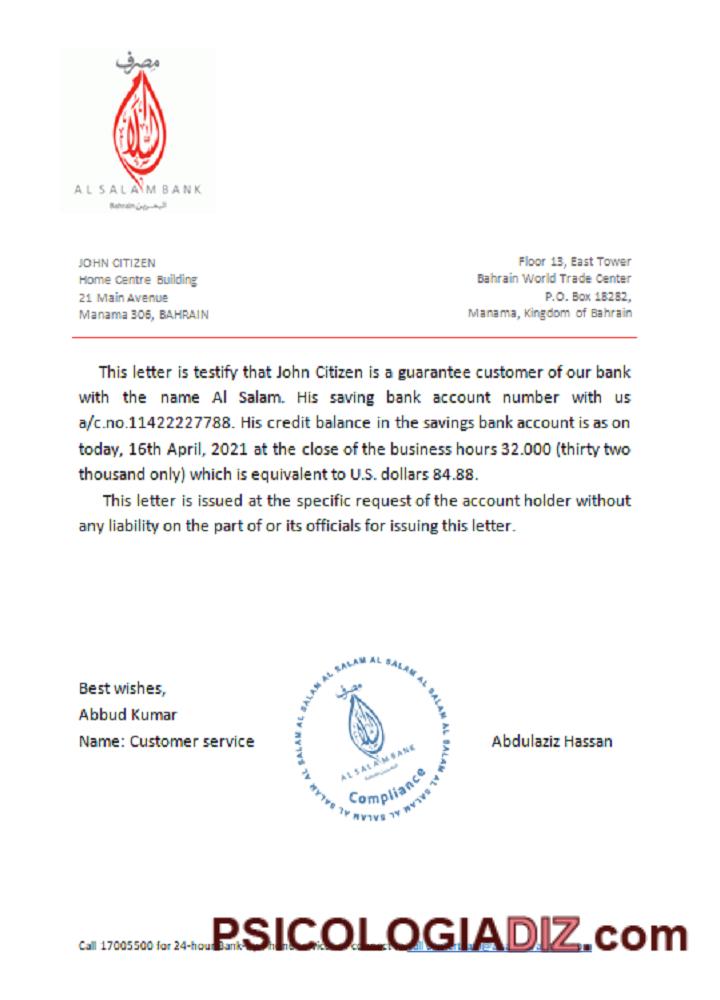 مصرف
السلام
AL SALAM BANK
Bahrain البحرين
JOHN CITIZEN
Home Centre Building
21 Main Avenue
Manama 306, BAHRAIN
Floor 13, East Tower
Bahrain World Trade Center
P.O. Box 18282,
Manama, Kingdom of Bahrain
This letter is testify that John Citizen is a guarantee customer of our bank
with the name Al Salam. His saving bank account number with us
a/c.no.11422227788. His credit balance in the savings bank account is as on
today, 16th April, 2021 at the close of the business hours 32.000 (thirty two
thousand only) which is equivalent to U.S. dollars 84.88.
This letter is issued at the specific request of the account holder without
any liability on the part of or its officials for issuing this letter.
Best wishes,
Abbud Kumar
Name: Customer service
AL SALAM AL SALAM AL SALAM AL SALAM AL SALAM AL SALAM AL SALAM
مصرف
AL SALAM BANK
Compliance
Abdulaziz Hassan
Call 17005500 for 24-hour
PSICOLOGIADIZ.com